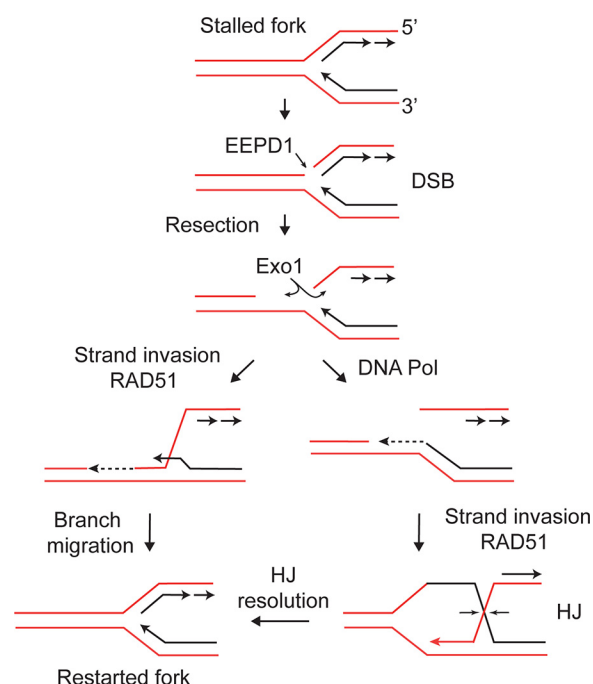 Stalled fork
5’
3’
EEPD1
DSB
Resection
Exo1
Strand invasion
RAD51
DNA Pol
Branch
migration
Strand invasion
RAD51
HJ
resolution
HJ
Restarted fork